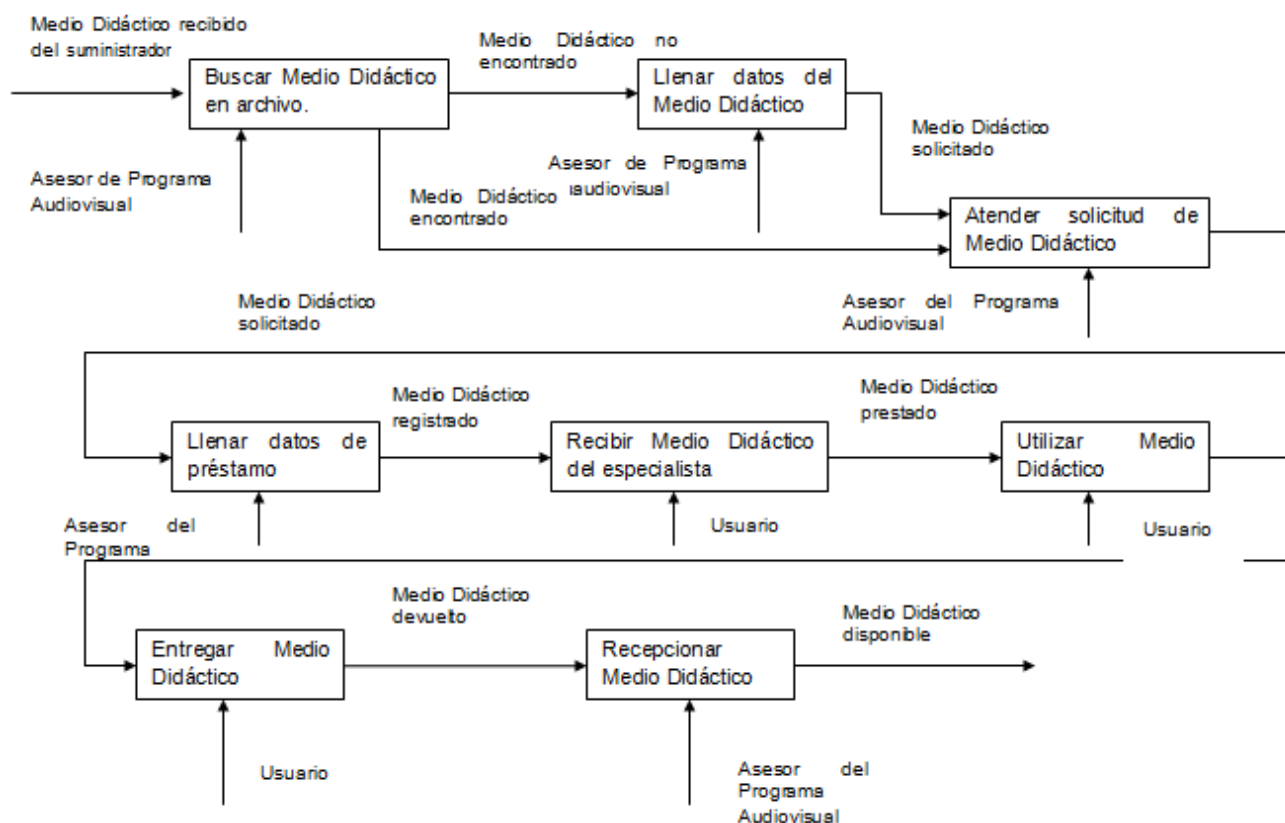 Medio Didáctico recibido
del suministrador
Medio Didáctico no
encontrado
Buscar Medio Didáctico
en archivo.
Llenar datos del
Medio Didáctico
Medio Didáctico
solicitado
Asesor de Programa
Audiovisual
Medio Didáctico
encontrado
Asesor de Programa
audiovisual
Atender solicitud de
Medio Didáctico
Medio Didáctico
solicitado
Asesor del Programa
Audiovisual
Medio Didáctico
registrado
Medio Didáctico
prestado
Llenar datos de
préstamo
Recibir Medio Didáctico
del especialista
Utilizar Medio
Didáctico
Asesor del
Programa
Usuario
Usuario
Medio Didáctico
devuelto
Medio Didáctico
disponible
Entregar Medio
Didáctico
Recepcionar
Medio Didáctico
Usuario
Asesor del
Programa
Audiovisual